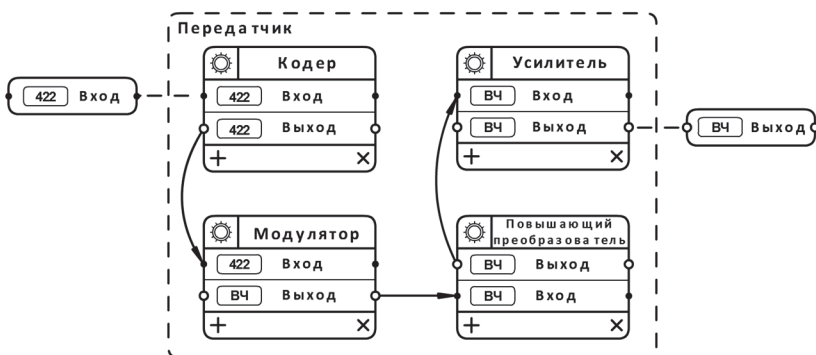 Передатчик
422 Вход
Кодер
422 Вход
422 Выход
Усилитель
ВЧ Вход
ВЧ Выход
ВЧ Выход
Модулятор
422 Вход
ВЧ Выход
Повышающий
преобразователь
ВЧ Выход
ВЧ Вход